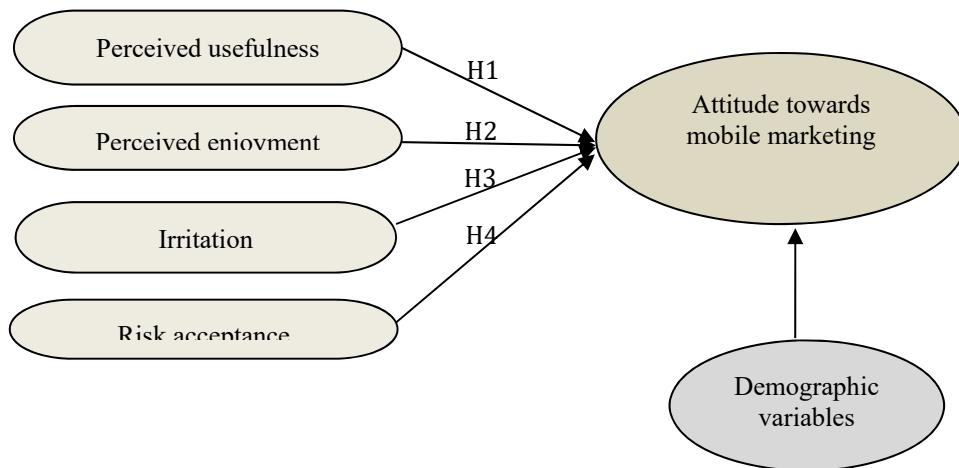 Perceived usefulness
H1
Attitude towards
mobile marketing
Perceived enjoyment
H2
H3
Irritation
H4
Risk acceptance
Demographic
variables